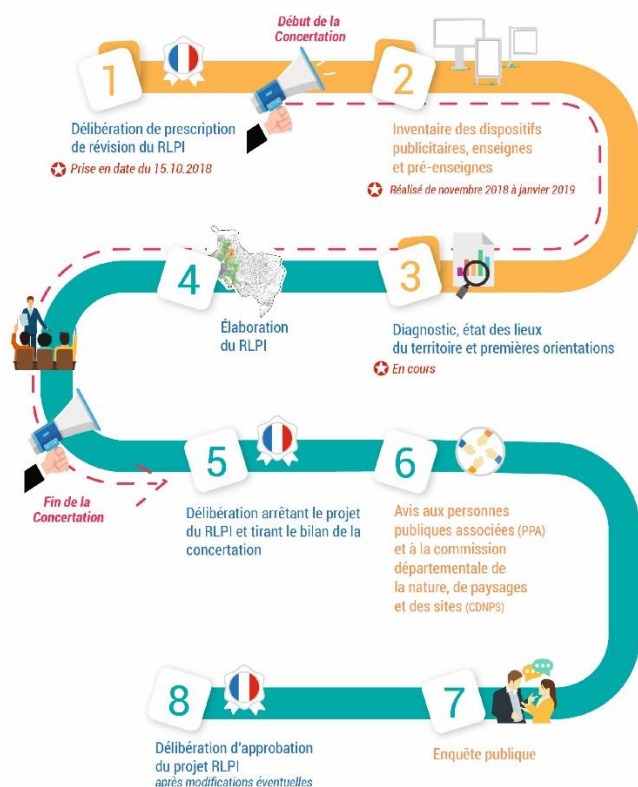 Début de la
Concertation
1
2
Délibération de prescription
de révision du RLPI
Prise en date du 15.10.2018
Inventaire des dispositifs
publicitaires, enseignes
et pré-enseignes
Réalisé de novembre 2018 à janvier 2019
4
3
Élaboration
du RLPI
Diagnostic, état des lieux
du territoire et premières orientations
En cours
5
6
Fin de la
Concertation
Délibération arrêtant le projet
du RLPI et tirant le bilan de la
concertation
Avis aux personnes
publiques associées (PPA)
et à la commission
départementale de
la nature, de paysages
et des sites (CDNPS)
8
7
Délibération d'approbation
du projet RLPI
après modifications éventuelles
Enquête publique